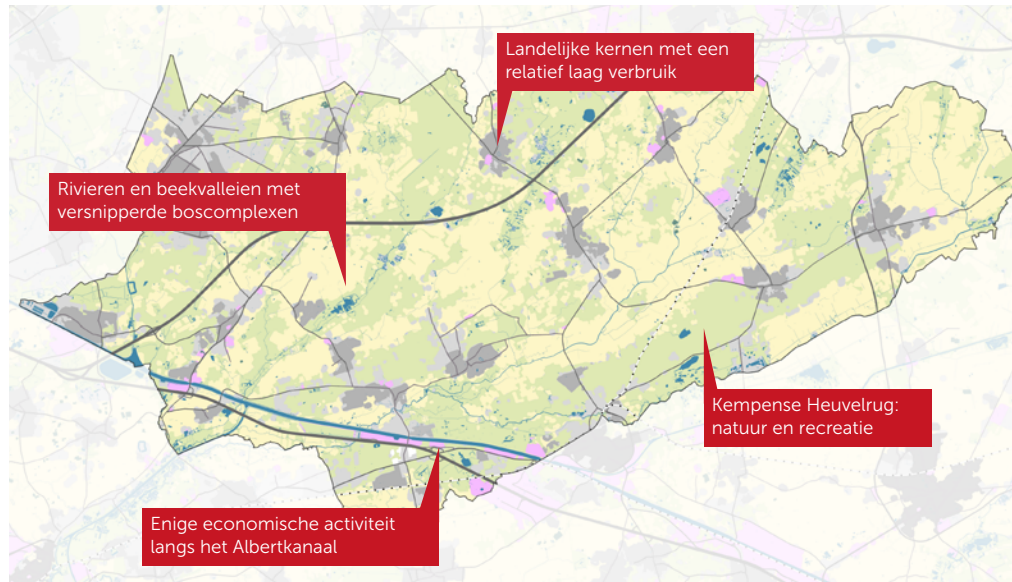 Landelijke kernen met een
relatief laag verbruik
Rivieren en beekvalleien met
versnipperde boscomplexen
Kempense Heuvelrug:
natuur en recreatie
Enige economische activiteit
langs het Albertkanaal